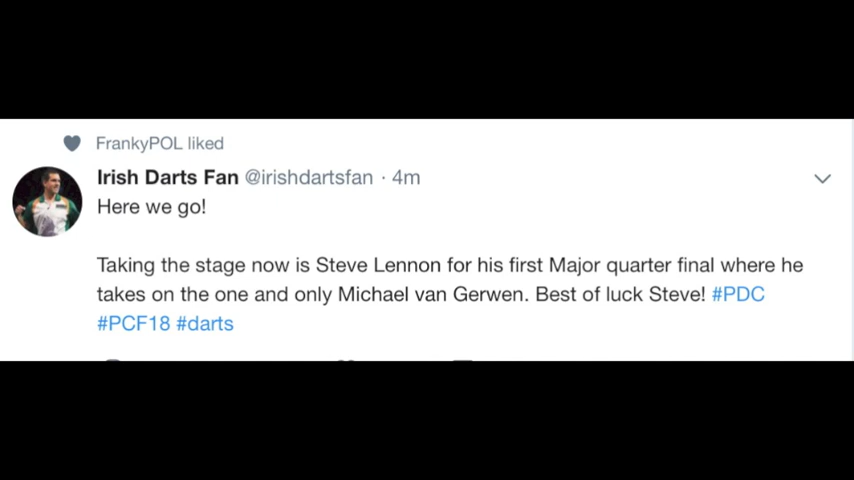 FrankyPOL liked
Irish Darts Fan @irishdartsfan · 4m
Here we go!
Taking the stage now is Steve Lennon for his first Major quarter final where he
takes on the one and only Michael van Gerwen. Best of luck Steve! #PDC
#PCF18 #darts